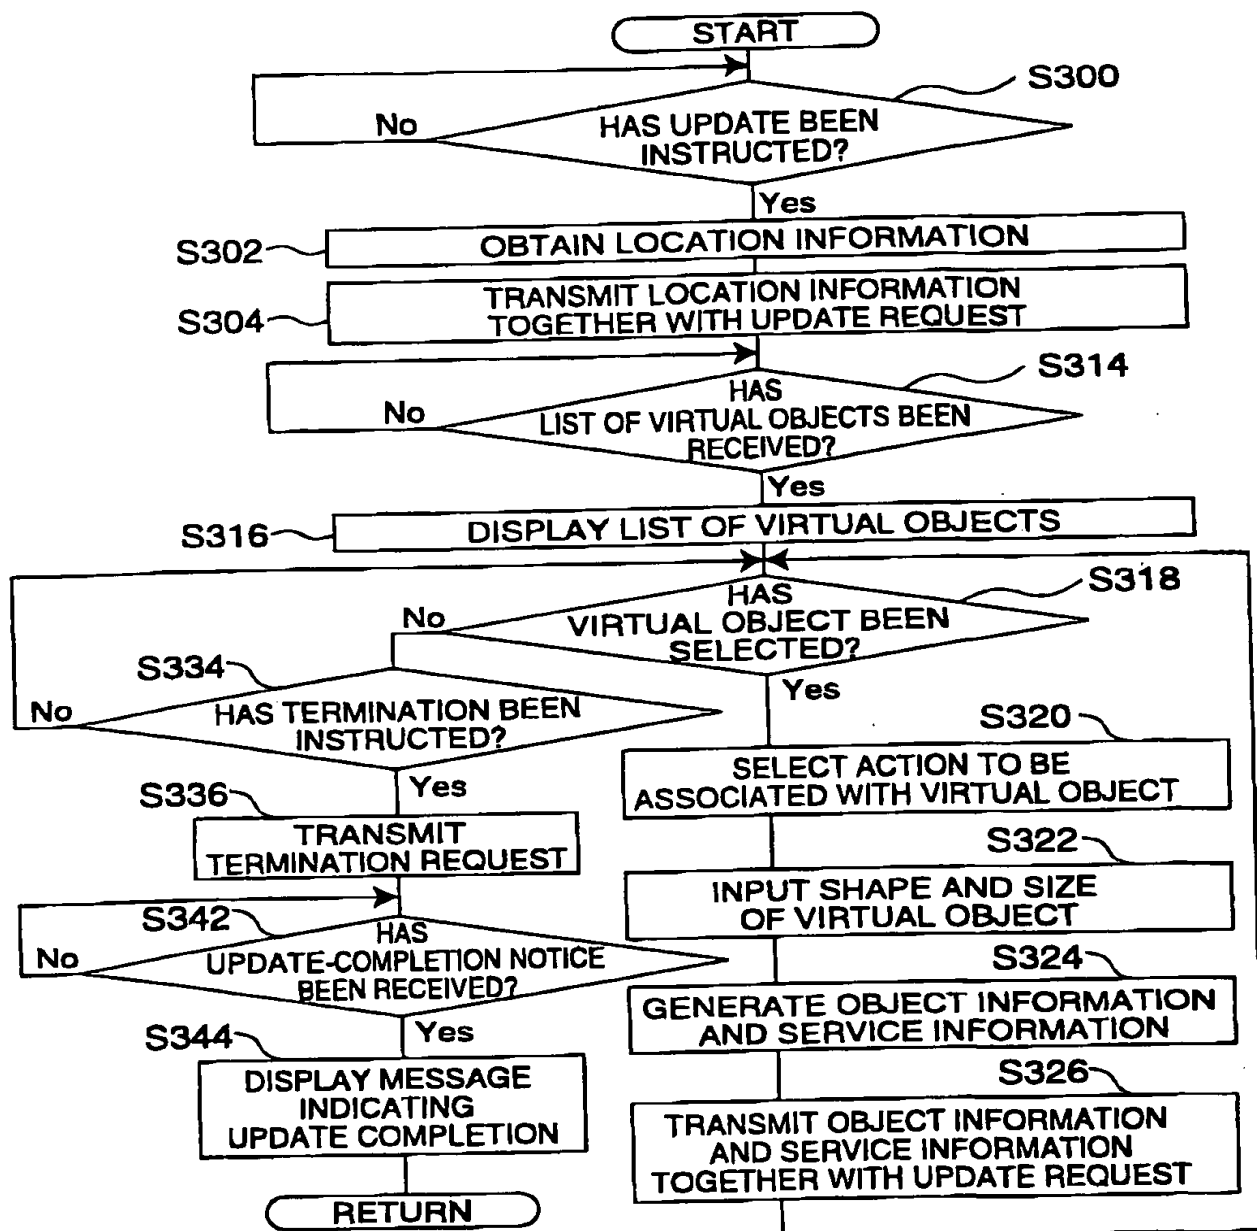 START
S300
No
HAS UPDATE BEEN
INSTRUCTED?
Yes
S302
OBTAIN LOCATION INFORMATION
S304
TRANSMIT LOCATION INFORMATION
TOGETHER WITH UPDATE REQUEST
S314
No
HAS
LIST OF VIRTUAL OBJECTS BEEN
RECEIVED?
Yes
S316
DISPLAY LIST OF VIRTUAL OBJECTS
S318
No
HAS
VIRTUAL OBJECT BEEN
SELECTED?
Yes
S334
No
HAS TERMINATION BEEN
INSTRUCTED?
Yes
S336
TRANSMIT
TERMINATION REQUEST
S342
No
HAS
UPDATE-COMPLETION NOTICE
BEEN RECEIVED?
Yes
S344
DISPLAY MESSAGE
INDICATING
UPDATE COMPLETION
RETURN
S320
SELECT ACTION TO BE
ASSOCIATED WITH VIRTUAL OBJECT
S322
INPUT SHAPE AND SIZE
OF VIRTUAL OBJECT
S324
GENERATE OBJECT INFORMATION
AND SERVICE INFORMATION
S326
TRANSMIT OBJECT INFORMATION
AND SERVICE INFORMATION
TOGETHER WITH UPDATE REQUEST